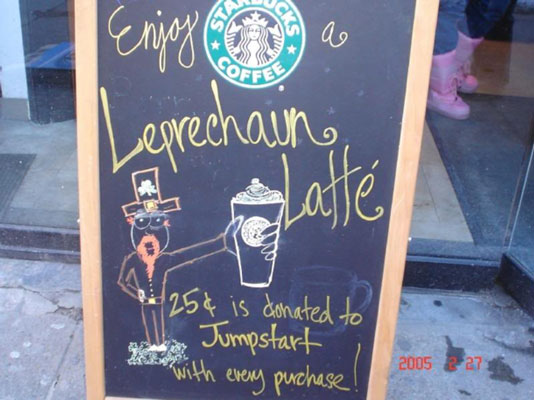 Enjoy a
STARBUCKS
COFFEE
®
Leprechaun
Latté
25¢ is donated to
Jumpstart
with every purchase!
2005 2 27